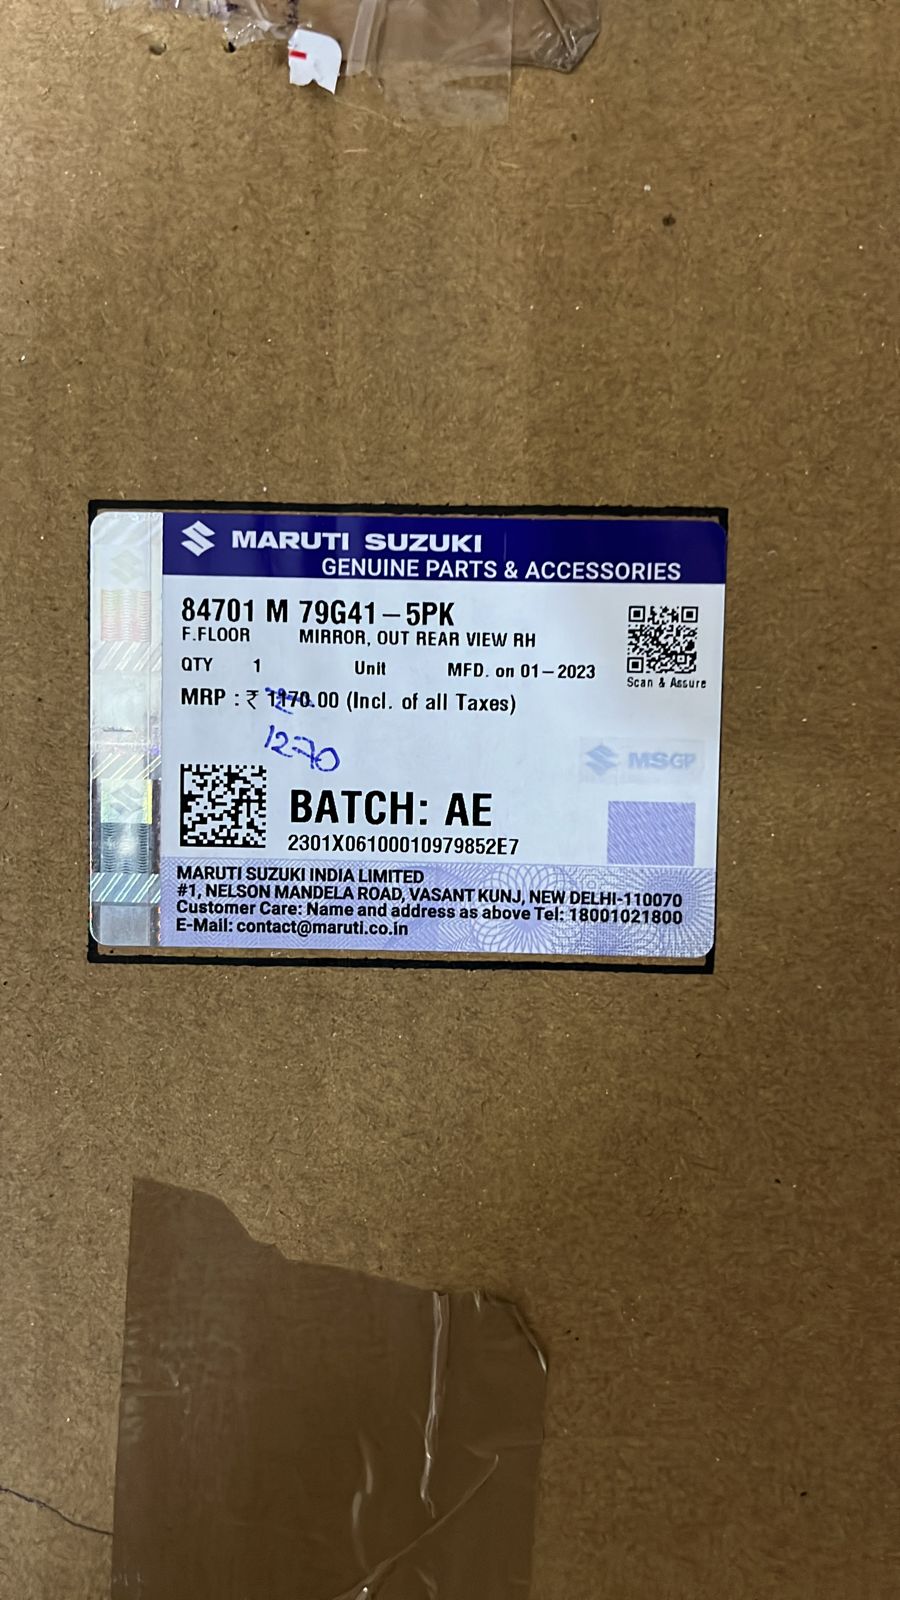 MARUTI SUZUKI
GENUINE PARTS & ACCESSORIES
84701 M 79G41-5PK
F.FLOOR MIRROR, OUT REAR VIEW RH
QTY 1 Unit MFD. on 01-2023
Scan & Assure
MRP : ₹ 1170.00 (Incl. of all Taxes)
1270
MSGP
BATCH: AE
2301X06100010979852E7
MARUTI SUZUKI INDIA LIMITED
#1, NELSON MANDELA ROAD, VASANT KUNJ, NEW DELHI-110070
Customer Care: Name and address as above Tel: 18001021800
E-Mail: contact@maruti.co.in